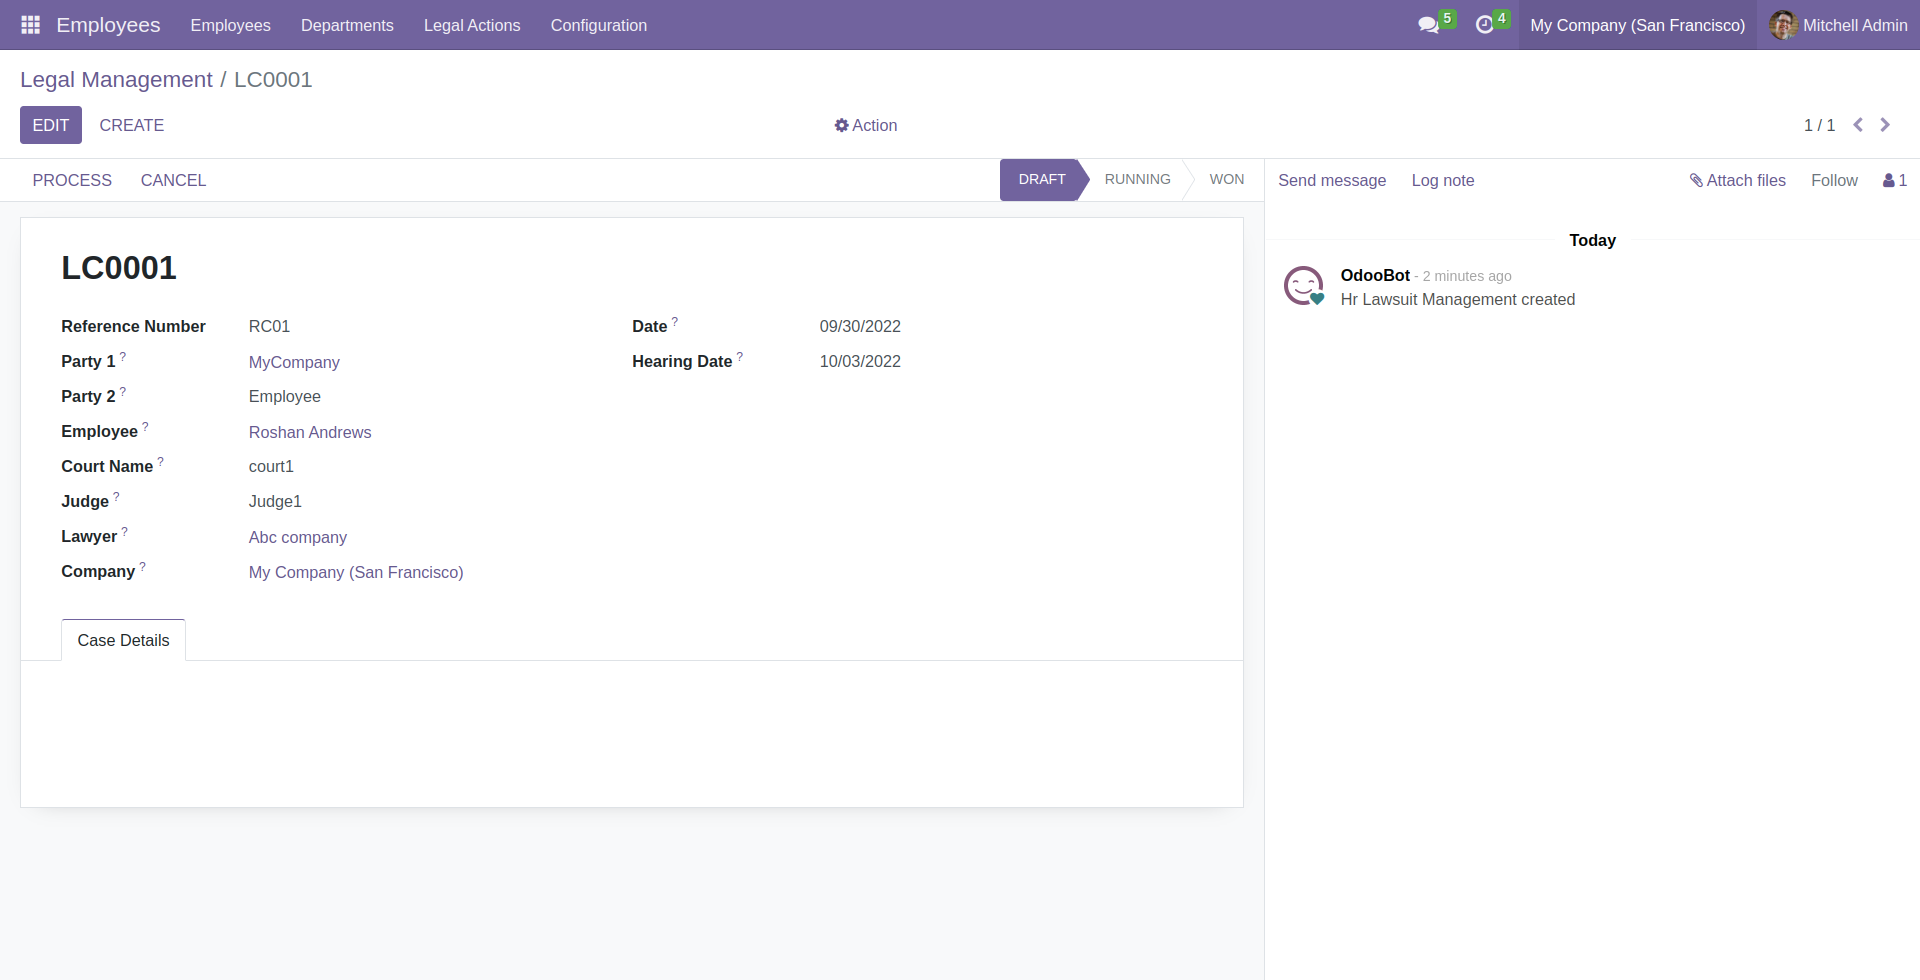 Employees Employees Departments Legal Actions Configuration 5 4 My Company (San Francisco) Mitchell Admin
Legal Management / LC0001
EDIT CREATE Action 1 / 1
PROCESS CANCEL DRAFT RUNNING WON
Send message Log note Attach files Follow 1
LC0001
Reference Number RC01
Party 1 ? MyCompany
Party 2 ? Employee
Employee ? Roshan Andrews
Court Name ? court1
Judge ? Judge1
Lawyer ? Abc company
Company ? My Company (San Francisco)
Date ? 09/30/2022
Hearing Date ? 10/03/2022
Case Details
Today
OdooBot - 2 minutes ago
Hr Lawsuit Management created